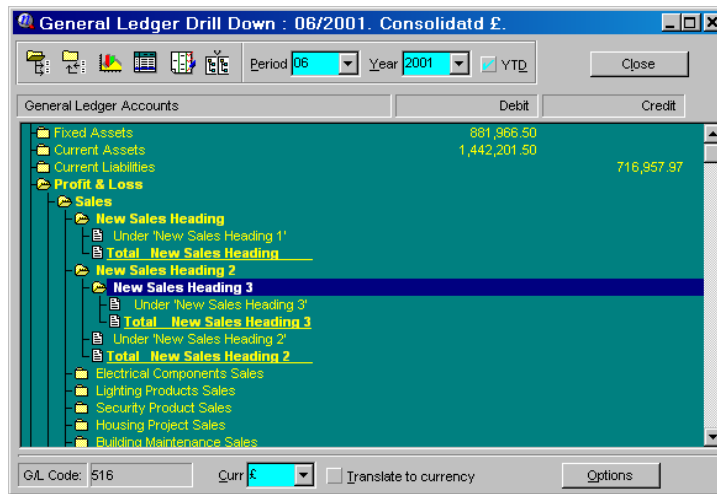 General Ledger Drill Down : 06/2001. Consolidatd £.
Period 06 Year 2001 YTD Close
General Ledger Accounts Debit Credit
Fixed Assets 881,966.50
Current Assets 1,442,201.50
Current Liabilities 716,957.97
Profit & Loss
Sales
New Sales Heading
Under 'New Sales Heading 1'
Total New Sales Heading
New Sales Heading 2
New Sales Heading 3
Under 'New Sales Heading 3'
Total New Sales Heading 3
Under 'New Sales Heading 2'
Total New Sales Heading 2
Electrical Components Sales
Lighting Products Sales
Security Product Sales
Housing Project Sales
Building Maintenance Sales
G/L Code: 516 Curr £ Translate to currency Options